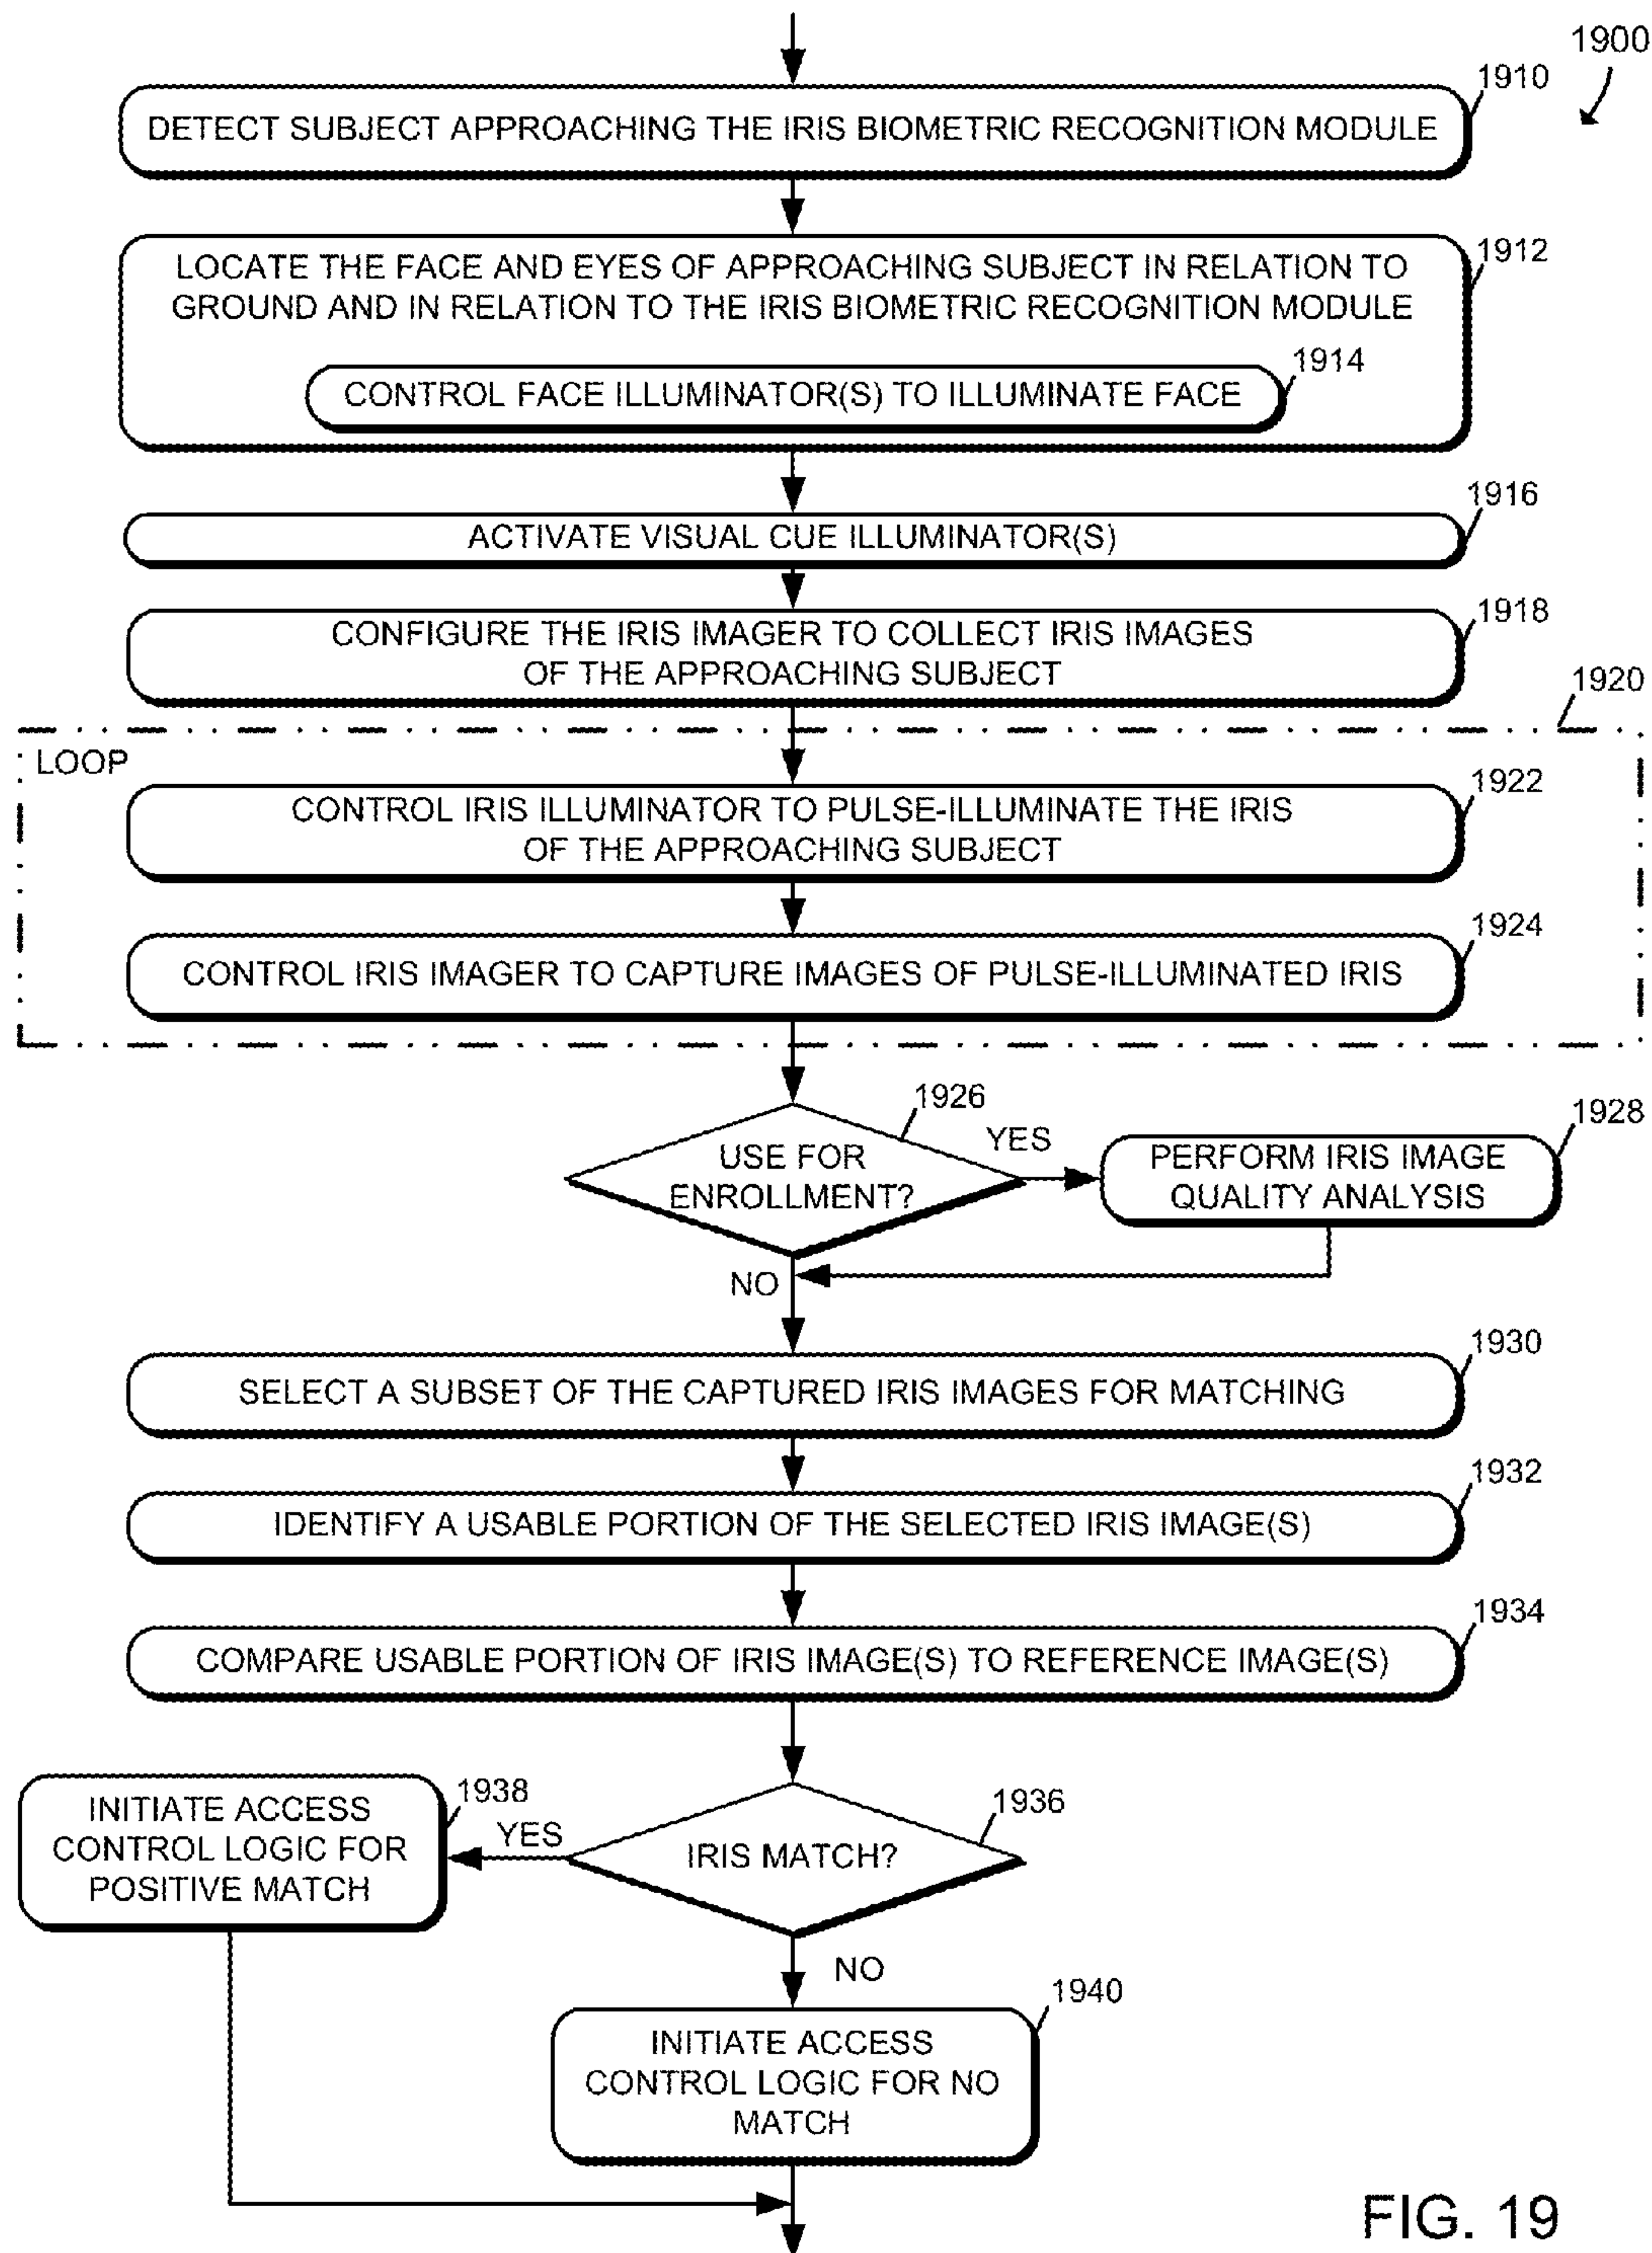 1900
1910
DETECT SUBJECT APPROACHING THE IRIS BIOMETRIC RECOGNITION MODULE
1912
LOCATE THE FACE AND EYES OF APPROACHING SUBJECT IN RELATION TO
GROUND AND IN RELATION TO THE IRIS BIOMETRIC RECOGNITION MODULE
1914
CONTROL FACE ILLUMINATOR(S) TO ILLUMINATE FACE
1916
ACTIVATE VISUAL CUE ILLUMINATOR(S)
1918
CONFIGURE THE IRIS IMAGER TO COLLECT IRIS IMAGES
OF THE APPROACHING SUBJECT
1920
LOOP
1922
CONTROL IRIS ILLUMINATOR TO PULSE-ILLUMINATE THE IRIS
OF THE APPROACHING SUBJECT
1924
CONTROL IRIS IMAGER TO CAPTURE IMAGES OF PULSE-ILLUMINATED IRIS
1926
USE FOR
ENROLLMENT?
YES
1928
PERFORM IRIS IMAGE
QUALITY ANALYSIS
NO
1930
SELECT A SUBSET OF THE CAPTURED IRIS IMAGES FOR MATCHING
1932
IDENTIFY A USABLE PORTION OF THE SELECTED IRIS IMAGE(S)
1934
COMPARE USABLE PORTION OF IRIS IMAGE(S) TO REFERENCE IMAGE(S)
1936
IRIS MATCH?
YES
1938
INITIATE ACCESS
CONTROL LOGIC FOR
POSITIVE MATCH
NO
1940
INITIATE ACCESS
CONTROL LOGIC FOR NO
MATCH
FIG. 19